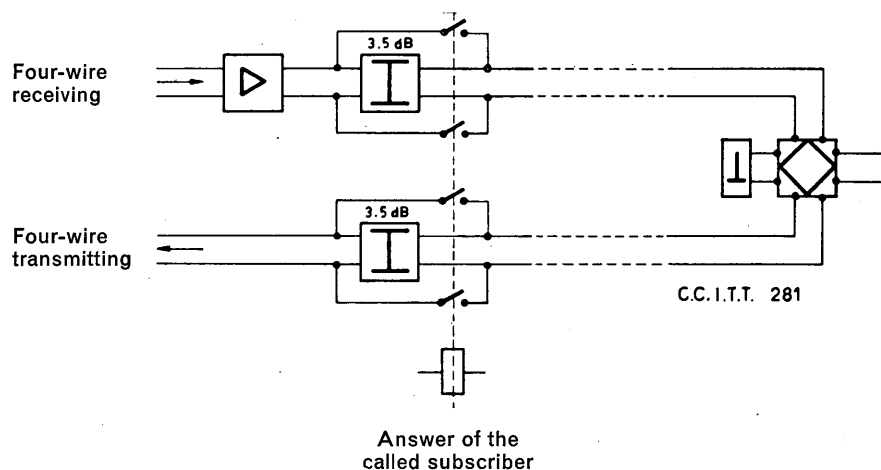 3.5 dB
Four-wire
receiving
3.5 dB
Four-wire
transmitting
C.C.I.T.T. 281
Answer of the
called subscriber